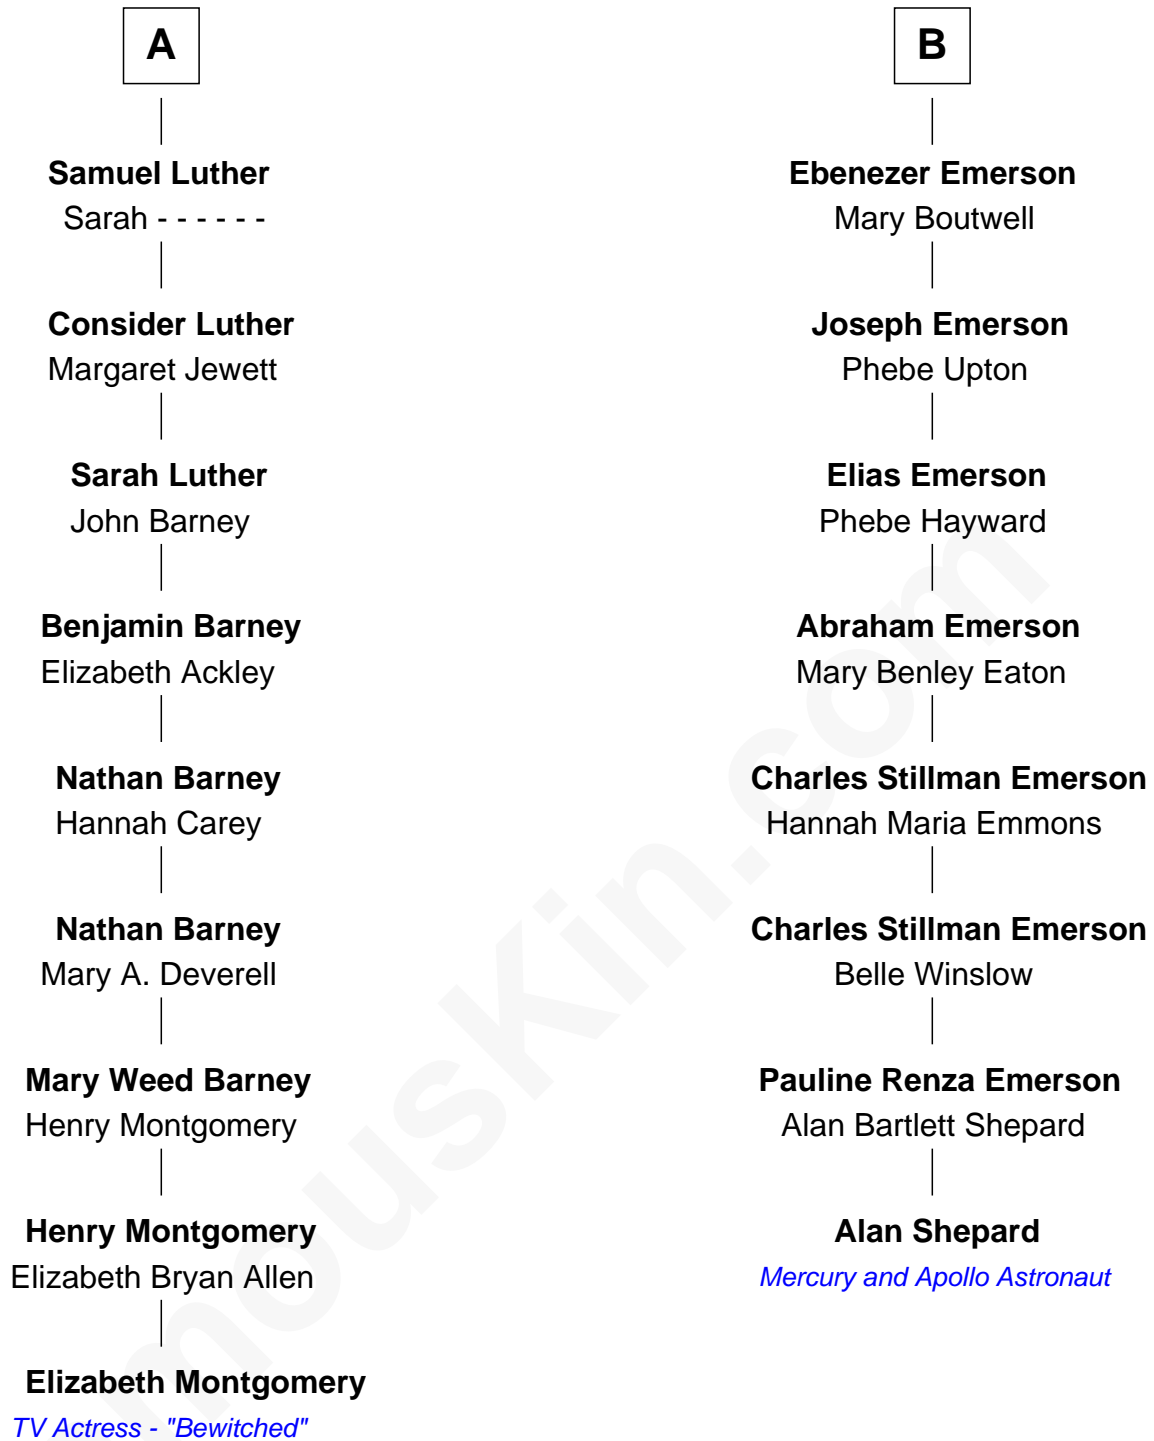 A
Samuel Luther
Sarah - - - - - -
Consider Luther
Margaret Jewett
Sarah Luther
John Barney
Benjamin Barney
Elizabeth Ackley
Nathan Barney
Hannah Carey
Nathan Barney
Mary A. Deverell
Mary Weed Barney
Henry Montgomery
Henry Montgomery
Elizabeth Bryan Allen
Elizabeth Montgomery
TV Actress - "Bewitched"
B
Ebenezer Emerson
Mary Boutwell
Joseph Emerson
Phebe Upton
Elias Emerson
Phebe Hayward
Abraham Emerson
Mary Benley Eaton
Charles Stillman Emerson
Hannah Maria Emmons
Charles Stillman Emerson
Belle Winslow
Pauline Renza Emerson
Alan Bartlett Shepard
Alan Shepard
Mercury and Apollo Astronaut
mousKin.com